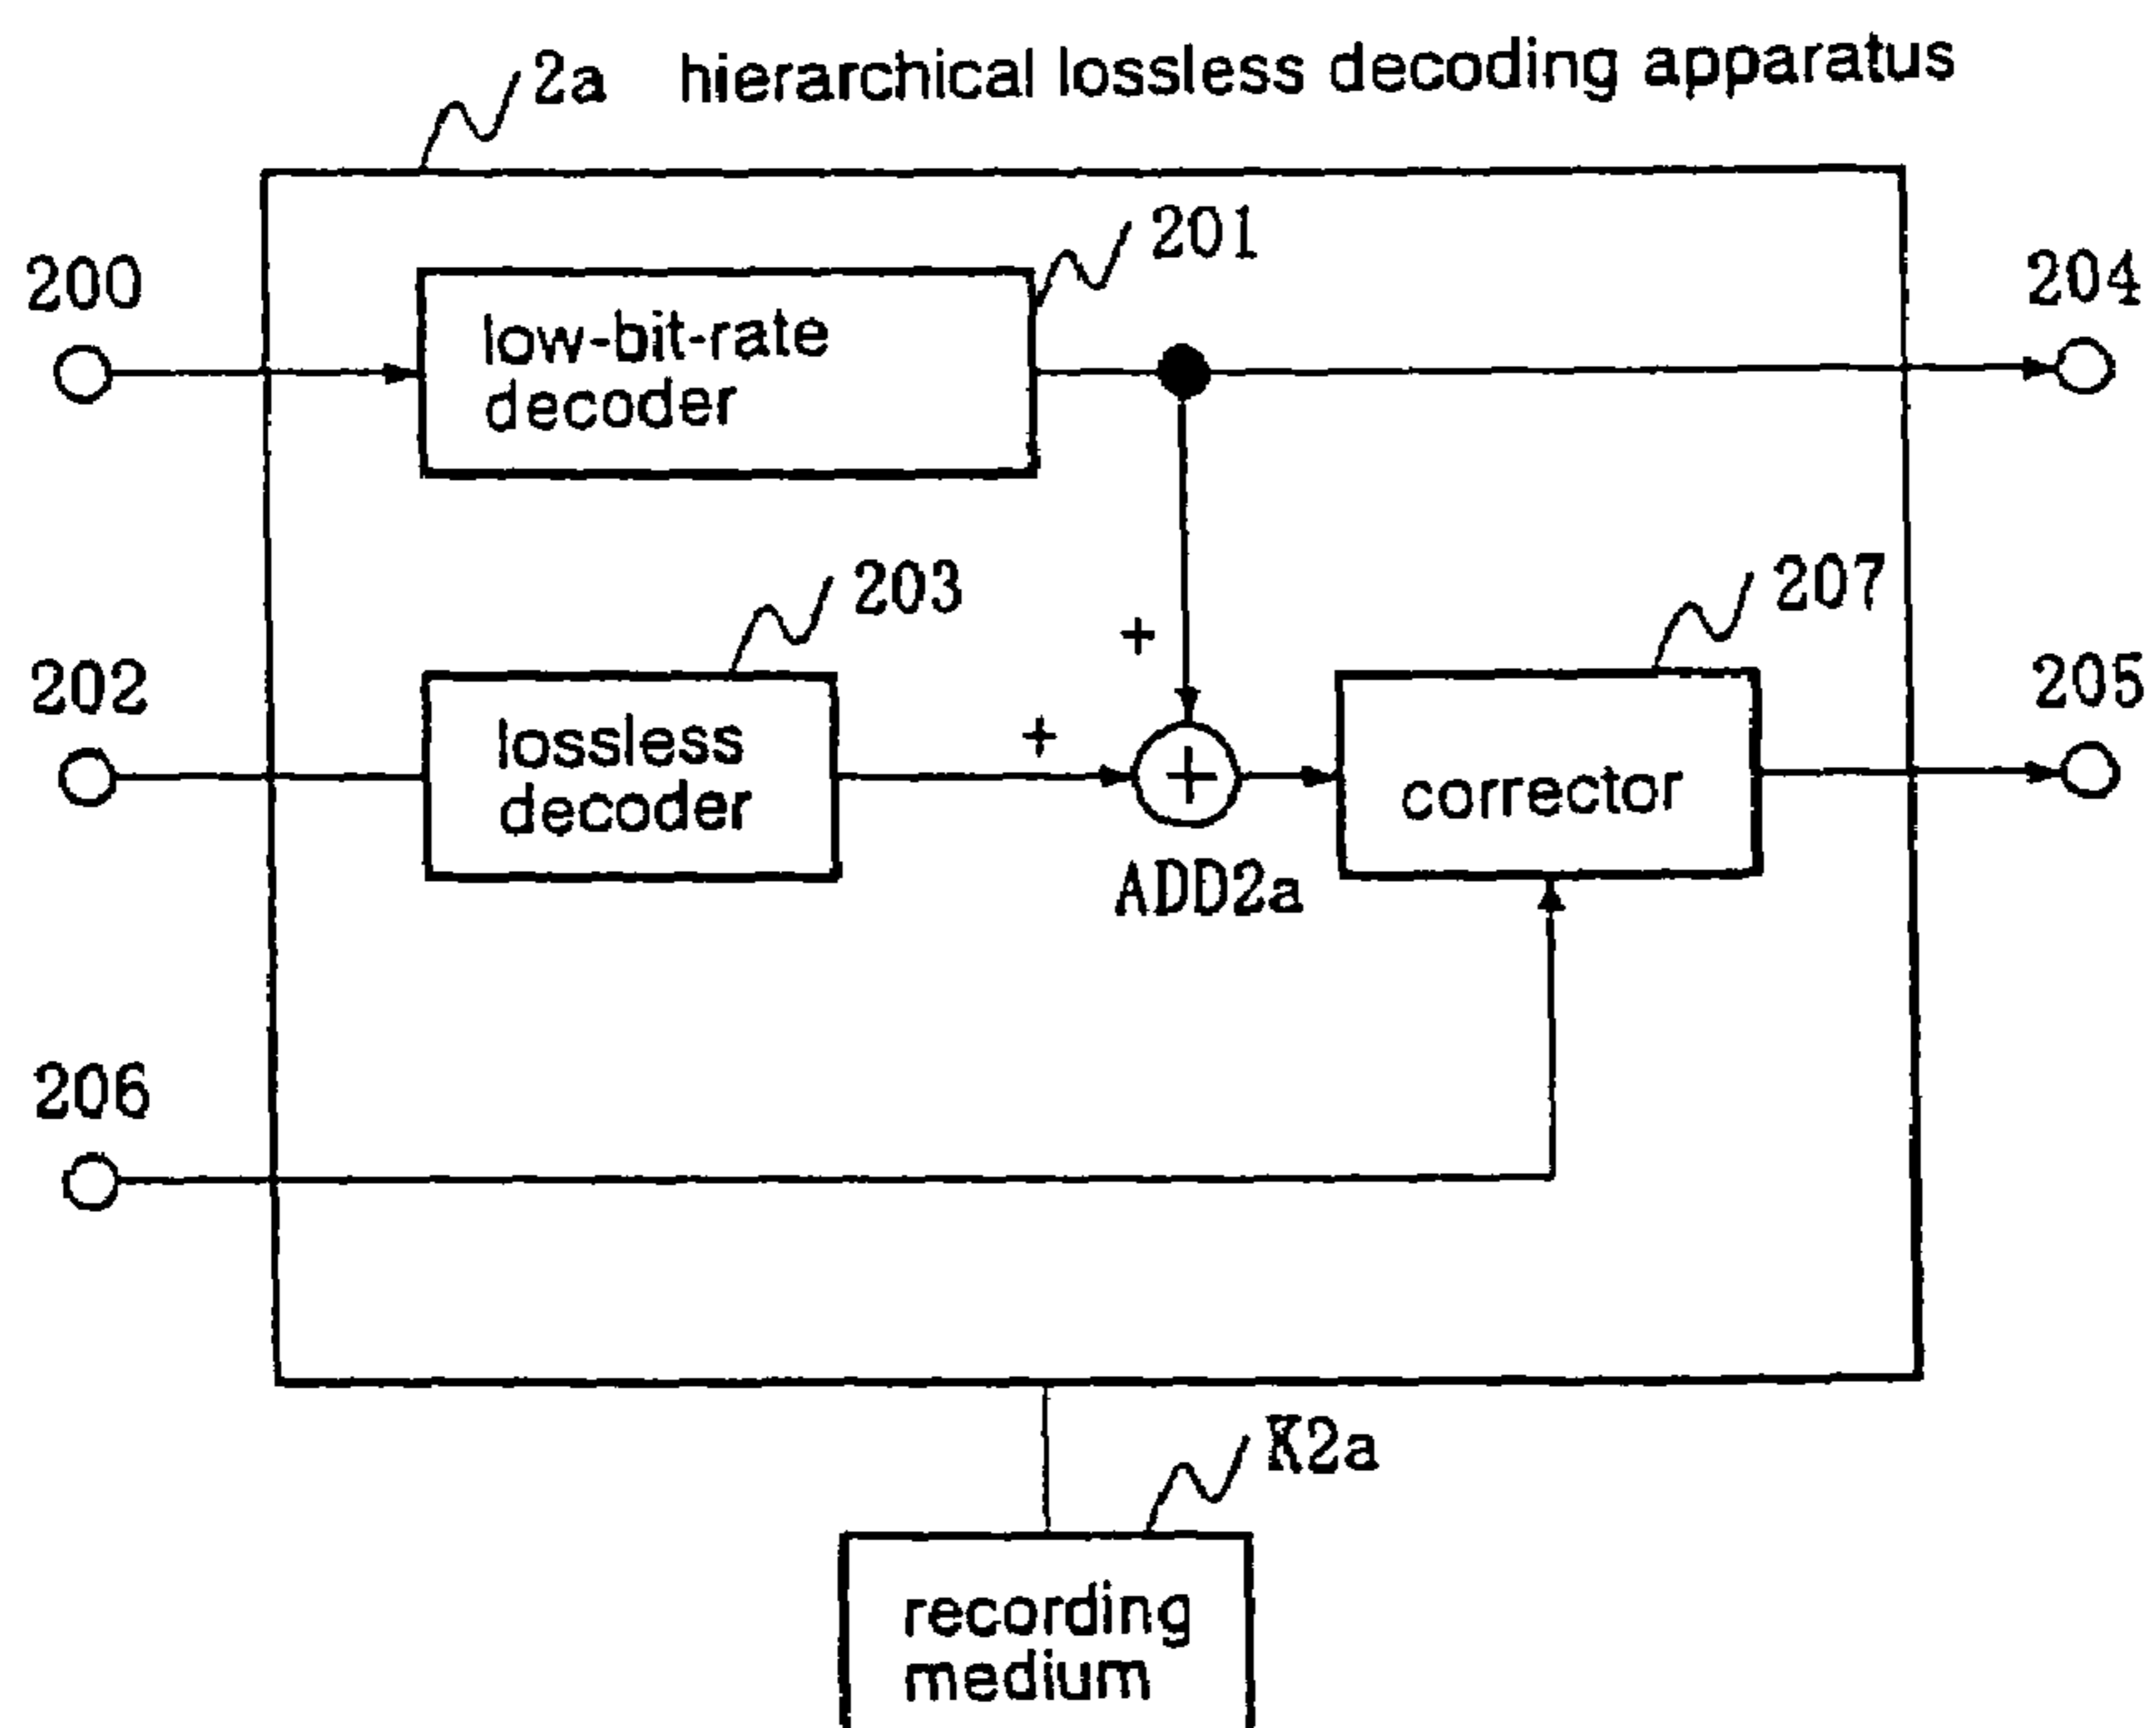 2a hierarchical lossless decoding apparatus
201
200
204
low-bit-rate
decoder
203
207
+
202
205
lossless
decoder
+
+
corrector
ADD2a
206
K2a
recording
medium